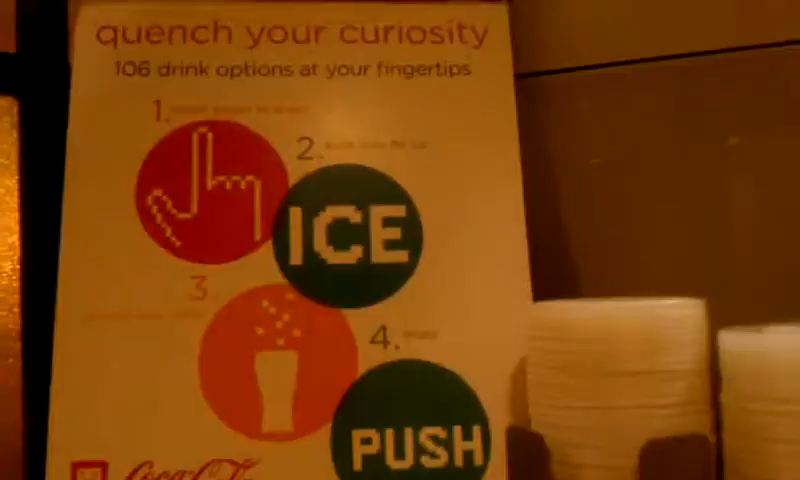 quench your curiosity
106 drink options at your fingertips
1.
2.
ICE
3
4.
PUSH
Coca-Cola